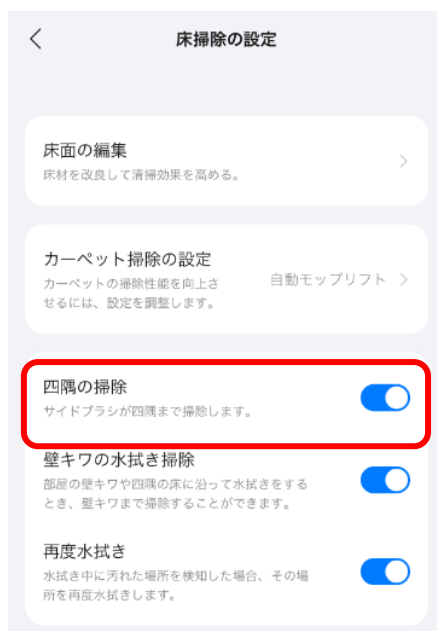 床掃除の設定
床面の編集
床材を改良して清掃効果を高める。
カーペット掃除の設定
カーペットの掃除性能を向上さ
せるには、設定を調整します。
自動モップリフト
四隅の掃除
サイドブラシが四隅まで掃除します。
壁キワの水拭き掃除
部屋の壁キワや四隅の床に沿って水拭きをする
とき、壁キワまで掃除することができます。
再度水拭き
水拭き中に汚れた場所を検知した場合、その場
所を再度水拭きします。